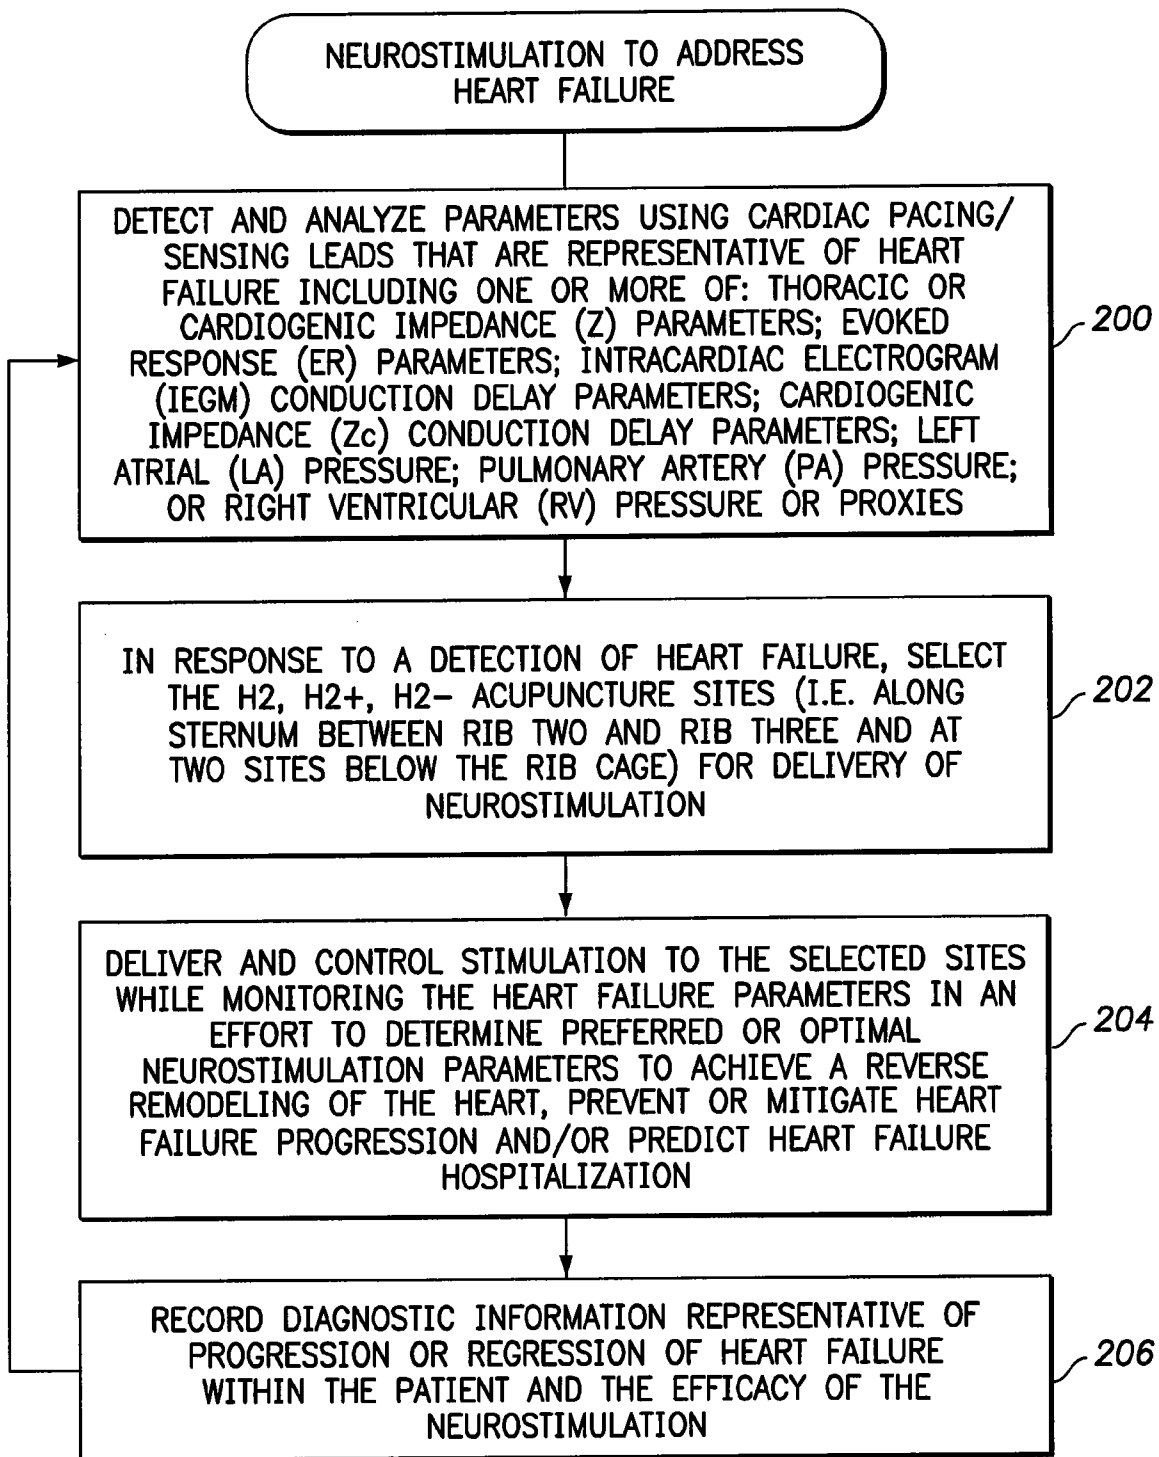 NEUROSTIMULATION TO ADDRESS
HEART FAILURE
DETECT AND ANALYZE PARAMETERS USING CARDIAC PACING/
SENSING LEADS THAT ARE REPRESENTATIVE OF HEART
FAILURE INCLUDING ONE OR MORE OF: THORACIC OR
CARDIOGENIC IMPEDANCE (Z) PARAMETERS; EVOKED
RESPONSE (ER) PARAMETERS; INTRACARDIAC ELECTROGRAM
(IEGM) CONDUCTION DELAY PARAMETERS; CARDIOGENIC
IMPEDANCE (Zc) CONDUCTION DELAY PARAMETERS; LEFT
ATRIAL (LA) PRESSURE; PULMONARY ARTERY (PA) PRESSURE;
OR RIGHT VENTRICULAR (RV) PRESSURE OR PROXIES
200
IN RESPONSE TO A DETECTION OF HEART FAILURE, SELECT
THE H2, H2+, H2- ACUPUNCTURE SITES (I.E. ALONG
STERNUM BETWEEN RIB TWO AND RIB THREE AND AT
TWO SITES BELOW THE RIB CAGE) FOR DELIVERY OF
NEUROSTIMULATION
202
DELIVER AND CONTROL STIMULATION TO THE SELECTED SITES
WHILE MONITORING THE HEART FAILURE PARAMETERS IN AN
EFFORT TO DETERMINE PREFERRED OR OPTIMAL
NEUROSTIMULATION PARAMETERS TO ACHIEVE A REVERSE
REMODELING OF THE HEART, PREVENT OR MITIGATE HEART
FAILURE PROGRESSION AND/OR PREDICT HEART FAILURE
HOSPITALIZATION
204
RECORD DIAGNOSTIC INFORMATION REPRESENTATIVE OF
PROGRESSION OR REGRESSION OF HEART FAILURE
WITHIN THE PATIENT AND THE EFFICACY OF THE
NEUROSTIMULATION
206